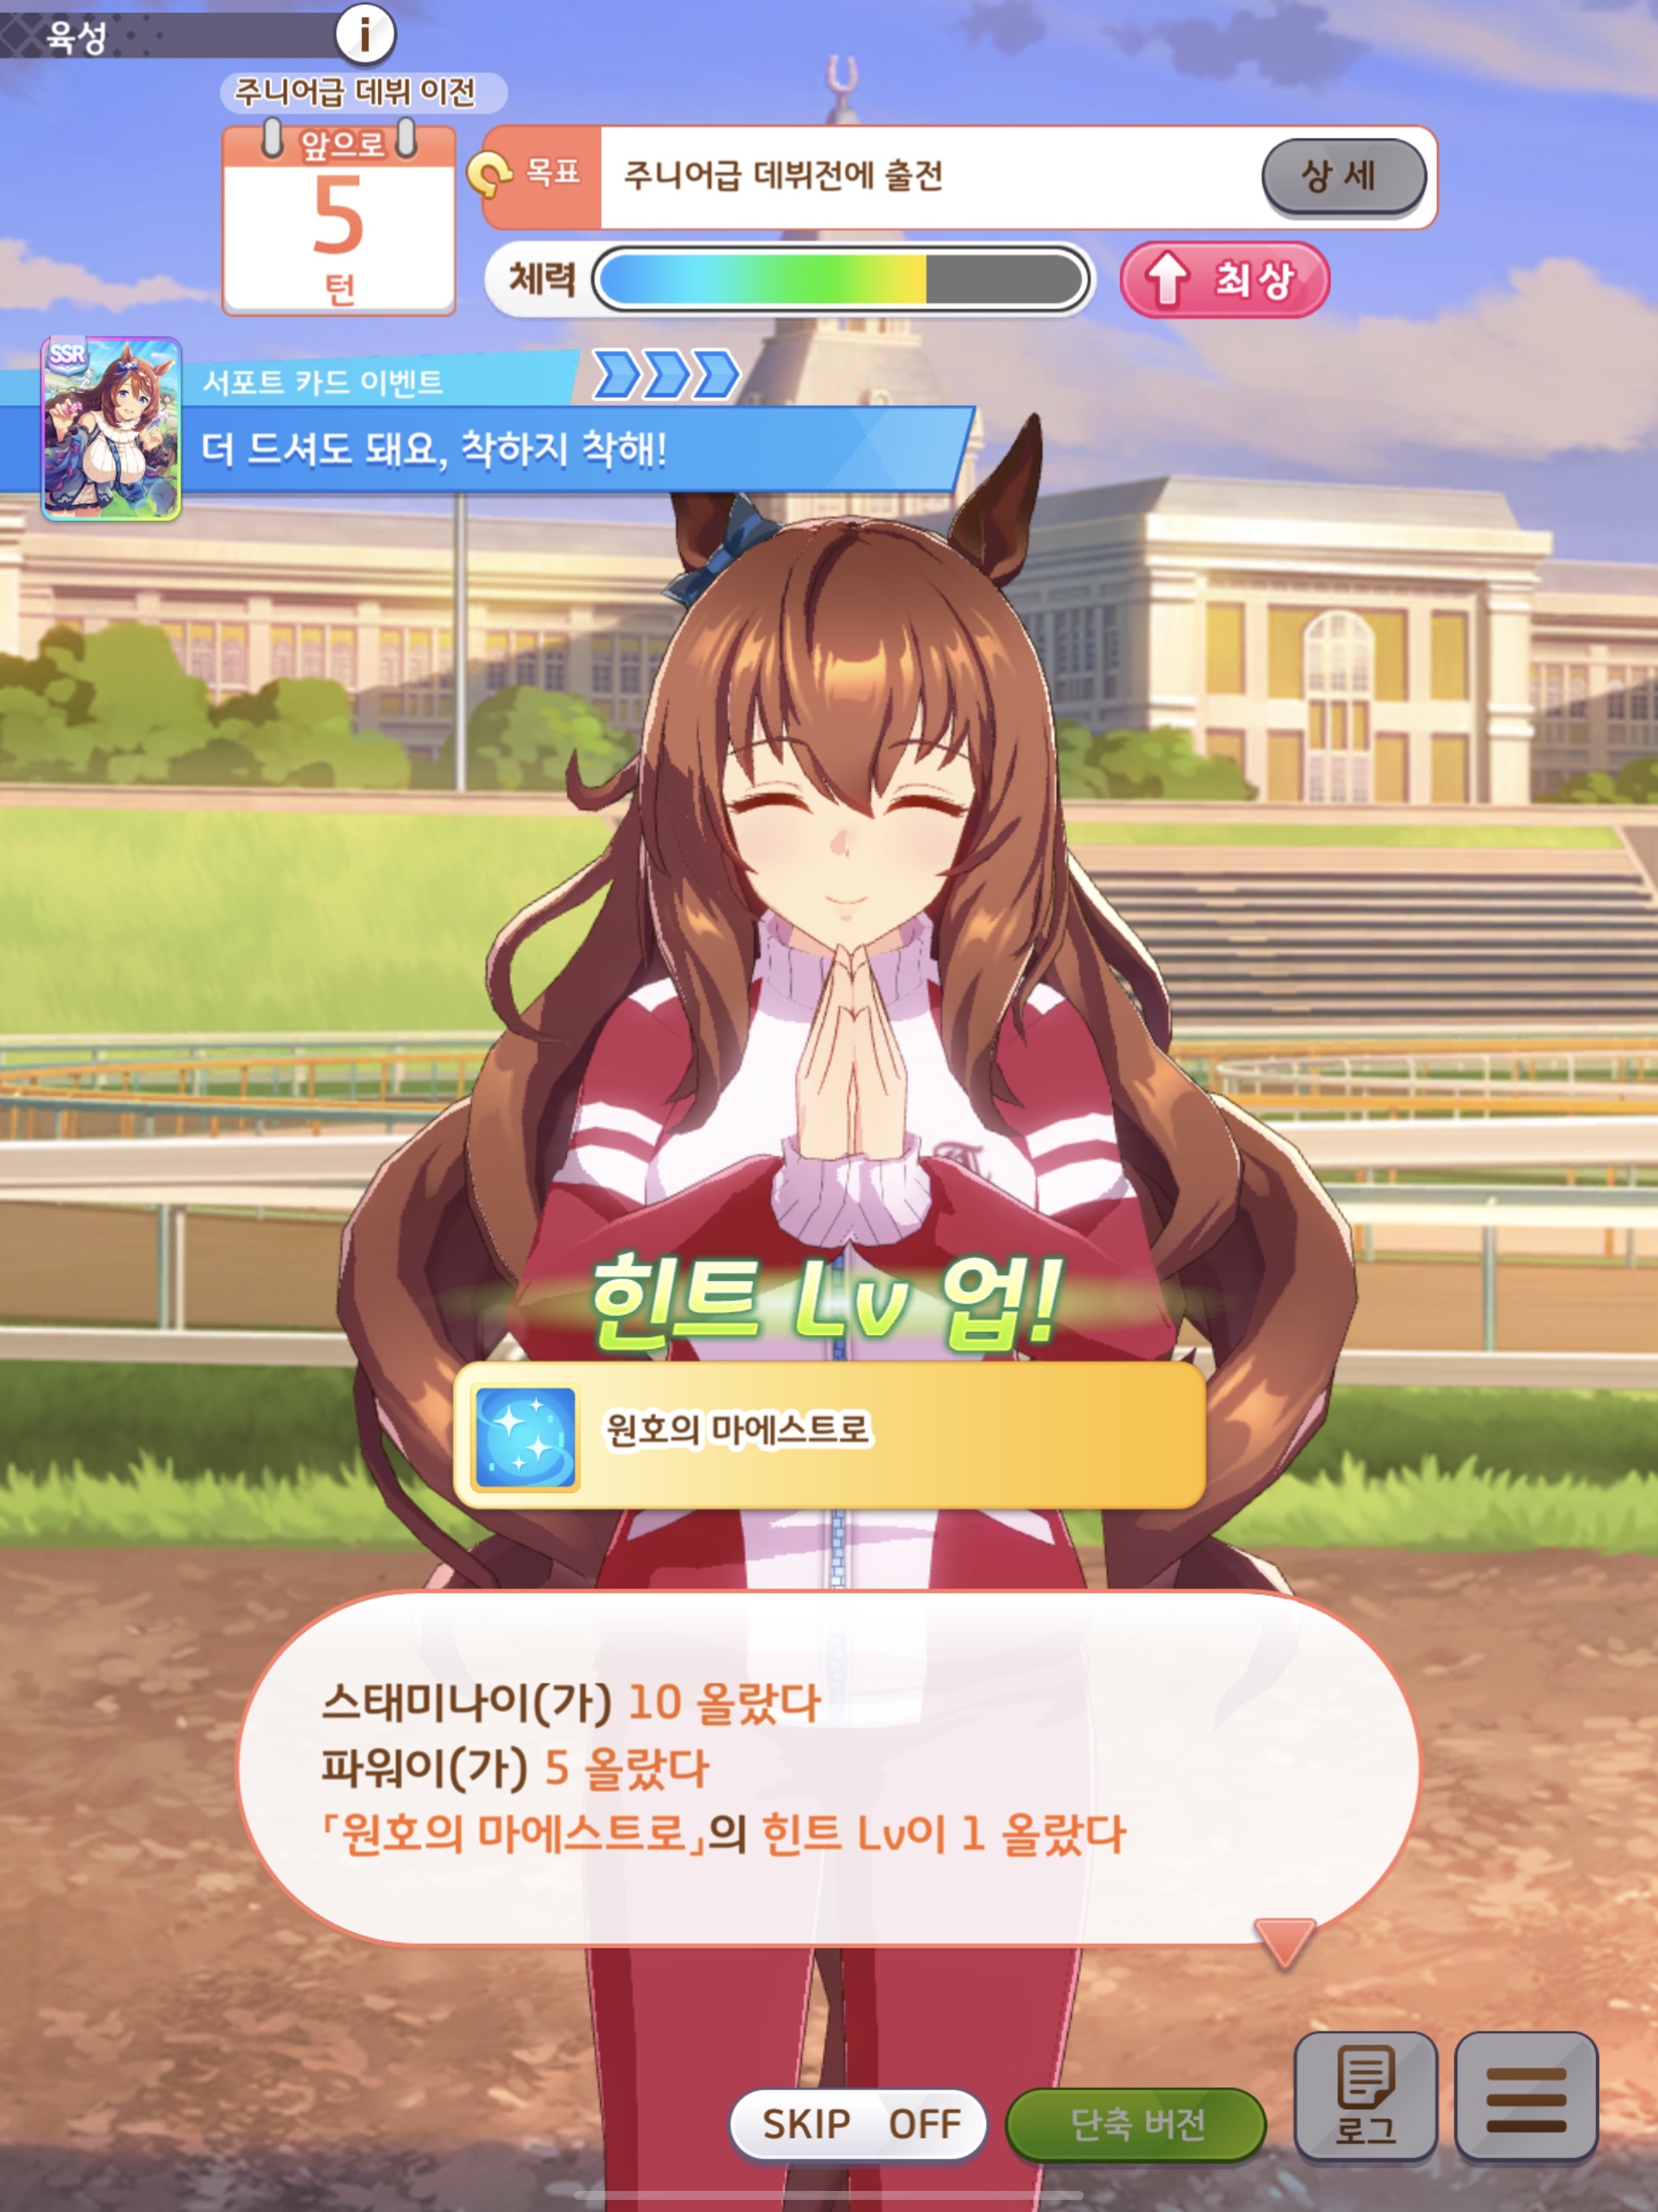 육성
i
주니어급 데뷔 이전
앞으로
5
턴
목표
주니어급 데뷔전에 출전
상세
체력
최상
SSR
서포트 카드 이벤트
더 드셔도 돼요, 착하지 착해!
힌트 Lv 업!
원호의 마에스트로
스태미나이(가) 10 올랐다
파워이(가) 5 올랐다
「원호의 마에스트로」의 힌트 Lv이 1 올랐다
SKIP OFF
단축 버전
로그